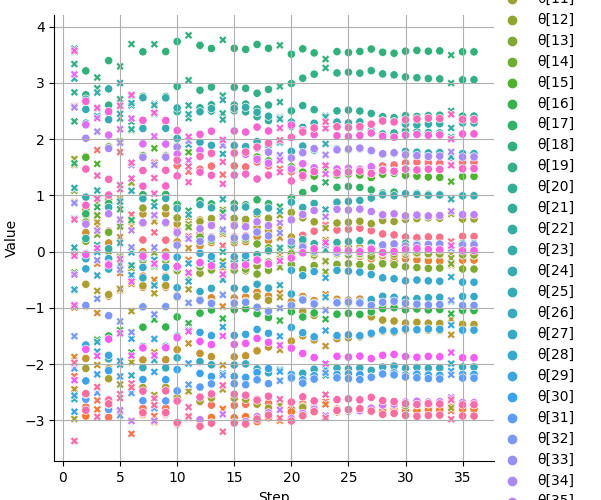 4
3
2
1
0
−1
−2
−3
Value
0
5
10
15
20
25
30
35
Step
θ[11]
θ[12]
θ[13]
θ[14]
θ[15]
θ[16]
θ[17]
θ[18]
θ[19]
θ[20]
θ[21]
θ[22]
θ[23]
θ[24]
θ[25]
θ[26]
θ[27]
θ[28]
θ[29]
θ[30]
θ[31]
θ[32]
θ[33]
θ[34]
θ[35]